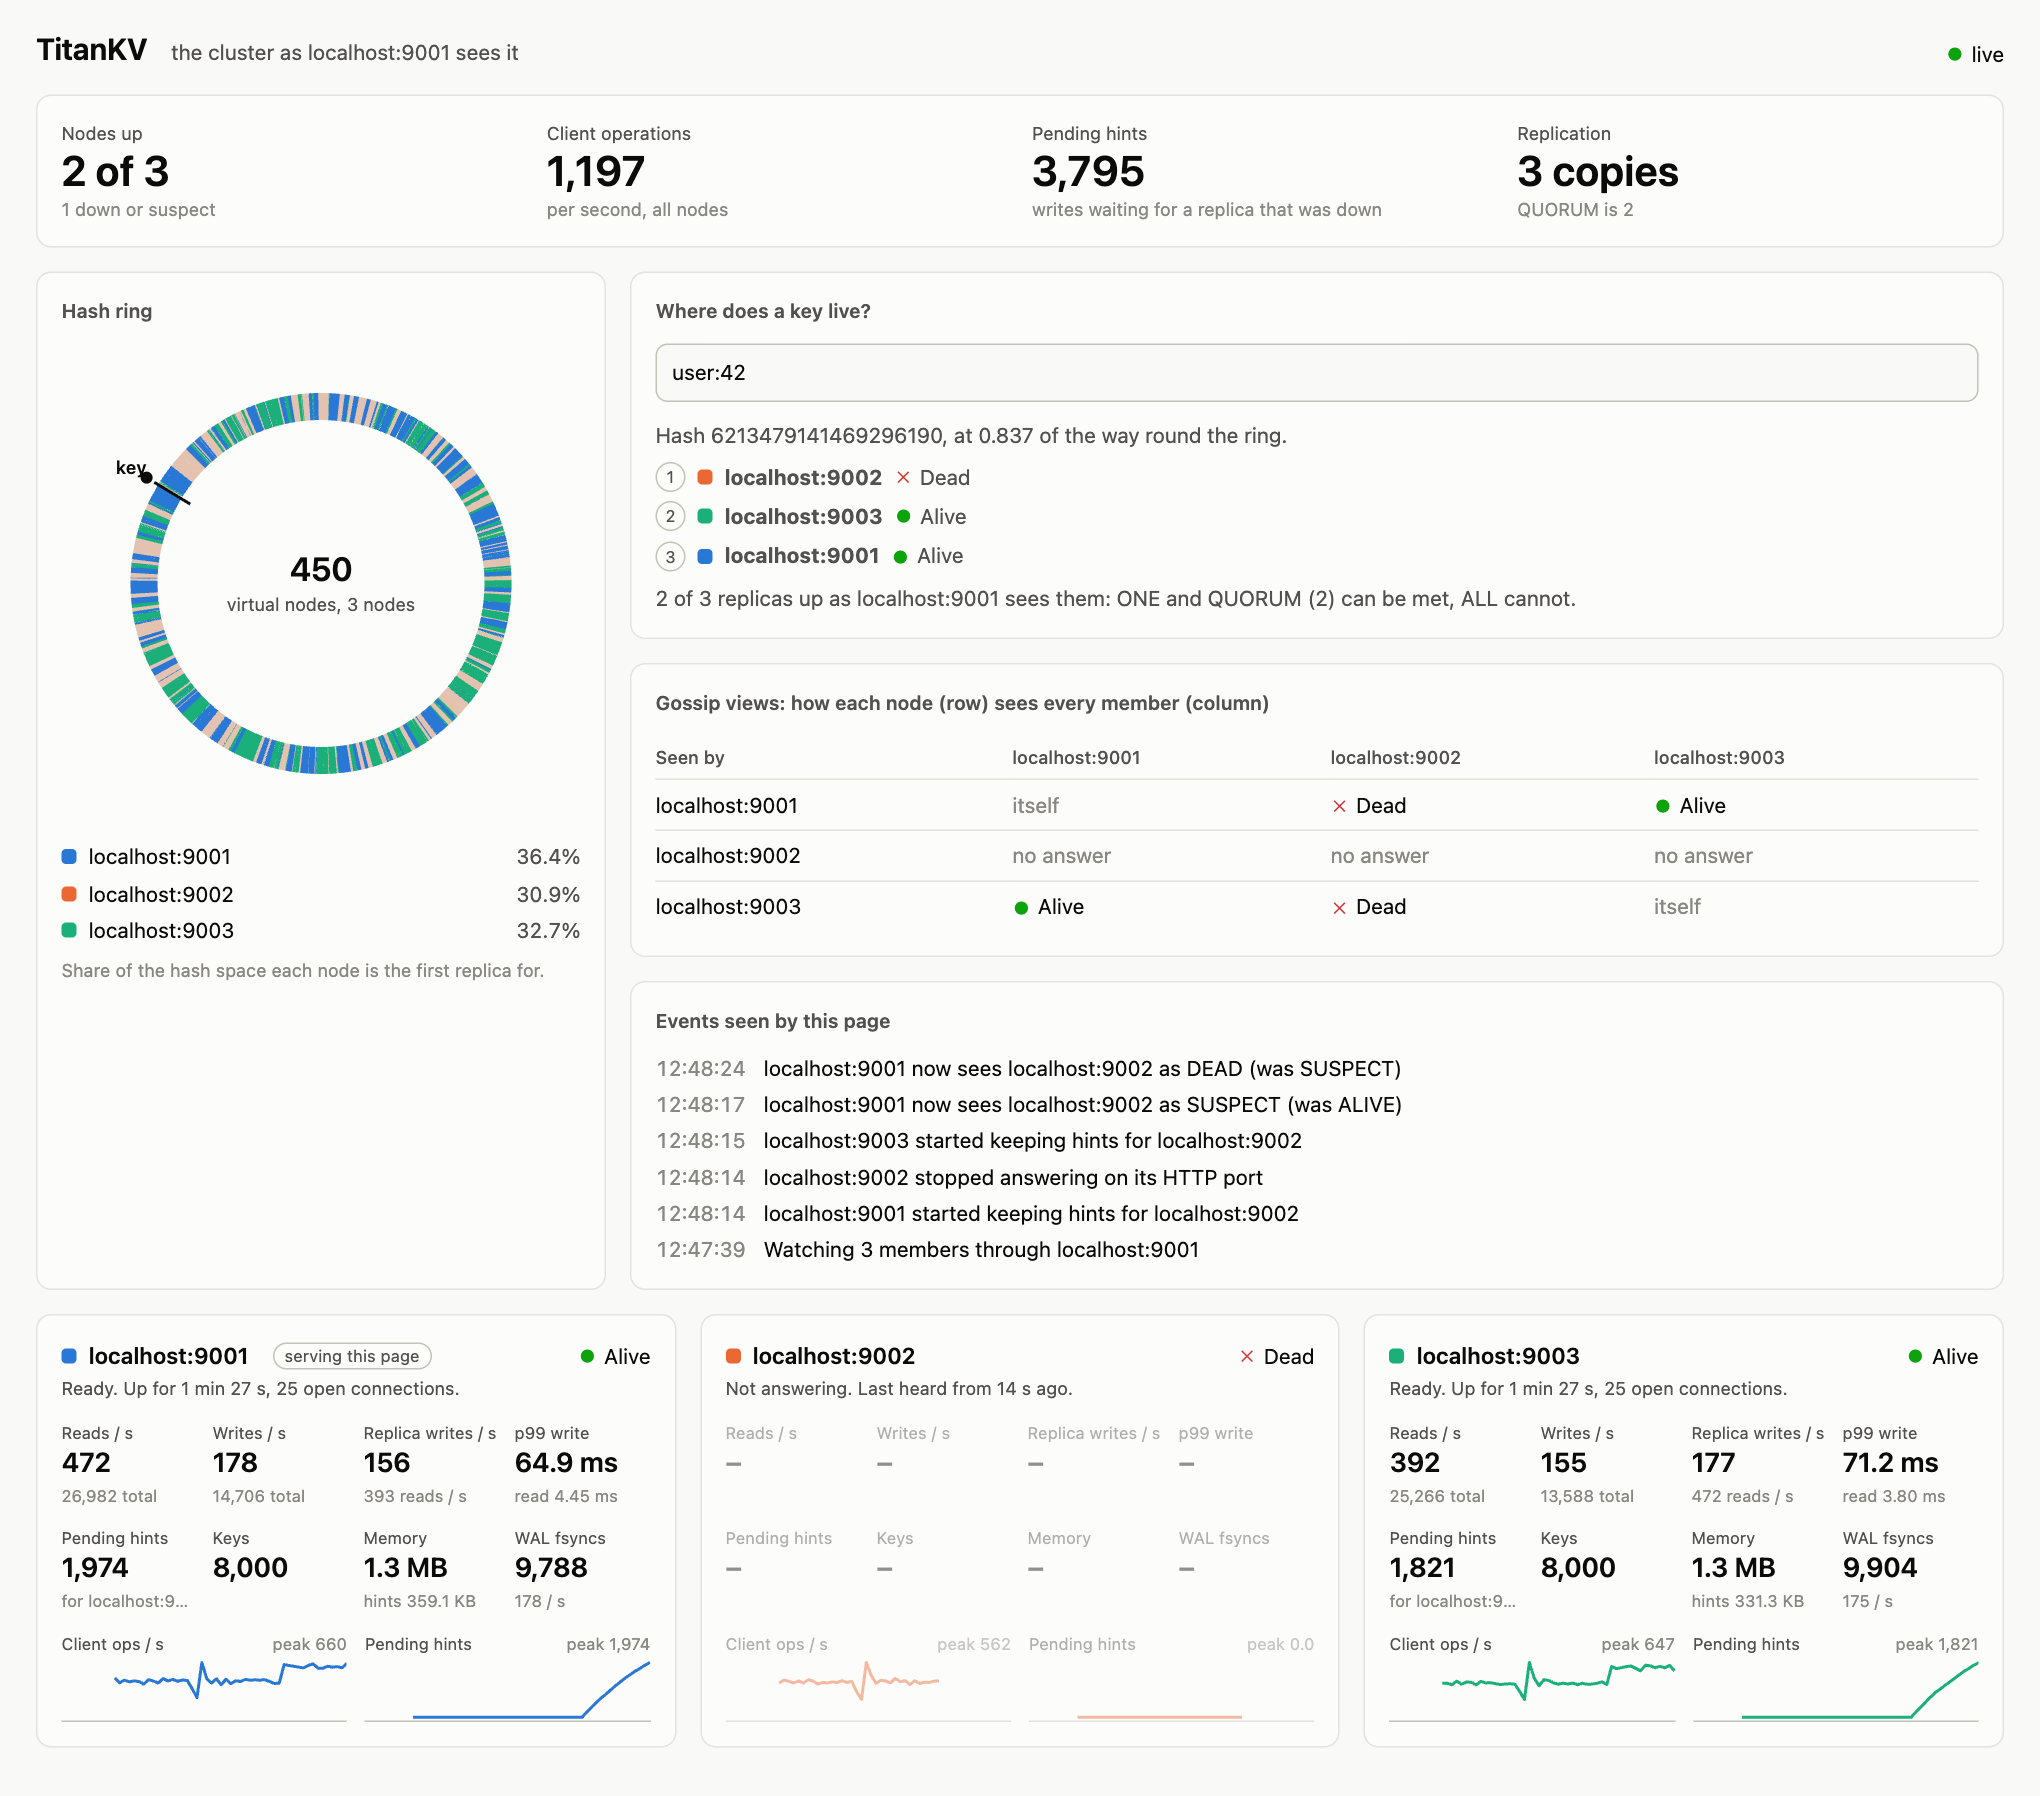 TitanKV the cluster as localhost:9001 sees it
live
Nodes up
2 of 3
1 down or suspect
Client operations
1,197
per second, all nodes
Pending hints
3,795
writes waiting for a replica that was down
Replication
3 copies
QUORUM is 2
Hash ring
key
450
virtual nodes, 3 nodes
localhost:9001 36.4%
localhost:9002 30.9%
localhost:9003 32.7%
Share of the hash space each node is the first replica for.
Where does a key live?
user:42
Hash 6213479141469296190, at 0.837 of the way round the ring.
1 localhost:9002 Dead
2 localhost:9003 Alive
3 localhost:9001 Alive
2 of 3 replicas up as localhost:9001 sees them: ONE and QUORUM (2) can be met, ALL cannot.
Gossip views: how each node (row) sees every member (column)
Seen by localhost:9001 localhost:9002 localhost:9003
localhost:9001 itself Dead Alive
localhost:9002 no answer no answer no answer
localhost:9003 Alive Dead itself
Events seen by this page
12:48:24 localhost:9001 now sees localhost:9002 as DEAD (was SUSPECT)
12:48:17 localhost:9001 now sees localhost:9002 as SUSPECT (was ALIVE)
12:48:15 localhost:9003 started keeping hints for localhost:9002
12:48:14 localhost:9002 stopped answering on its HTTP port
12:48:14 localhost:9001 started keeping hints for localhost:9002
12:47:39 Watching 3 members through localhost:9001
localhost:9001 serving this page Alive
Ready. Up for 1 min 27 s, 25 open connections.
Reads / s Writes / s Replica writes / s p99 write
472 178 156 64.9 ms
26,982 total 14,706 total 393 reads / s read 4.45 ms
Pending hints Keys Memory WAL fsyncs
1,974 8,000 1.3 MB 9,788
for localhost:9... hints 359.1 KB 178 / s
Client ops / s peak 660 Pending hints peak 1,974
localhost:9002 Dead
Not answering. Last heard from 14 s ago.
Reads / s Writes / s Replica writes / s p99 write
– – – –
Pending hints Keys Memory WAL fsyncs
– – – –
Client ops / s peak 562 Pending hints peak 0.0
localhost:9003 Alive
Ready. Up for 1 min 27 s, 25 open connections.
Reads / s Writes / s Replica writes / s p99 write
392 155 177 71.2 ms
25,266 total 13,588 total 472 reads / s read 3.80 ms
Pending hints Keys Memory WAL fsyncs
1,821 8,000 1.3 MB 9,904
for localhost:9... hints 331.3 KB 175 / s
Client ops / s peak 647 Pending hints peak 1,821